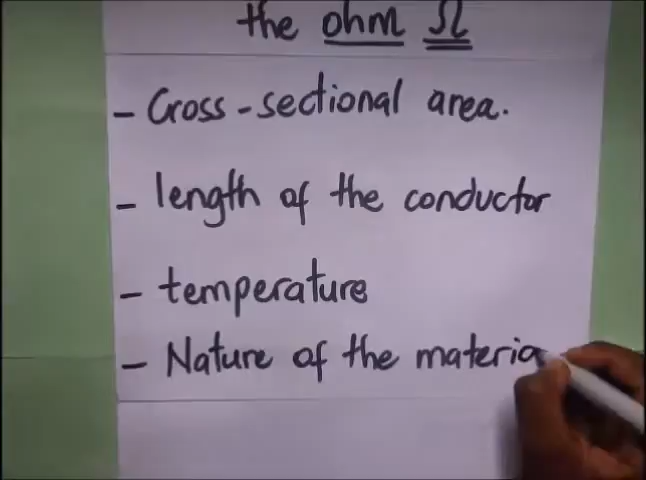 the ohm Ω
- Cross-sectional area.
- length of the conductor
- temperature
- Nature of the materia